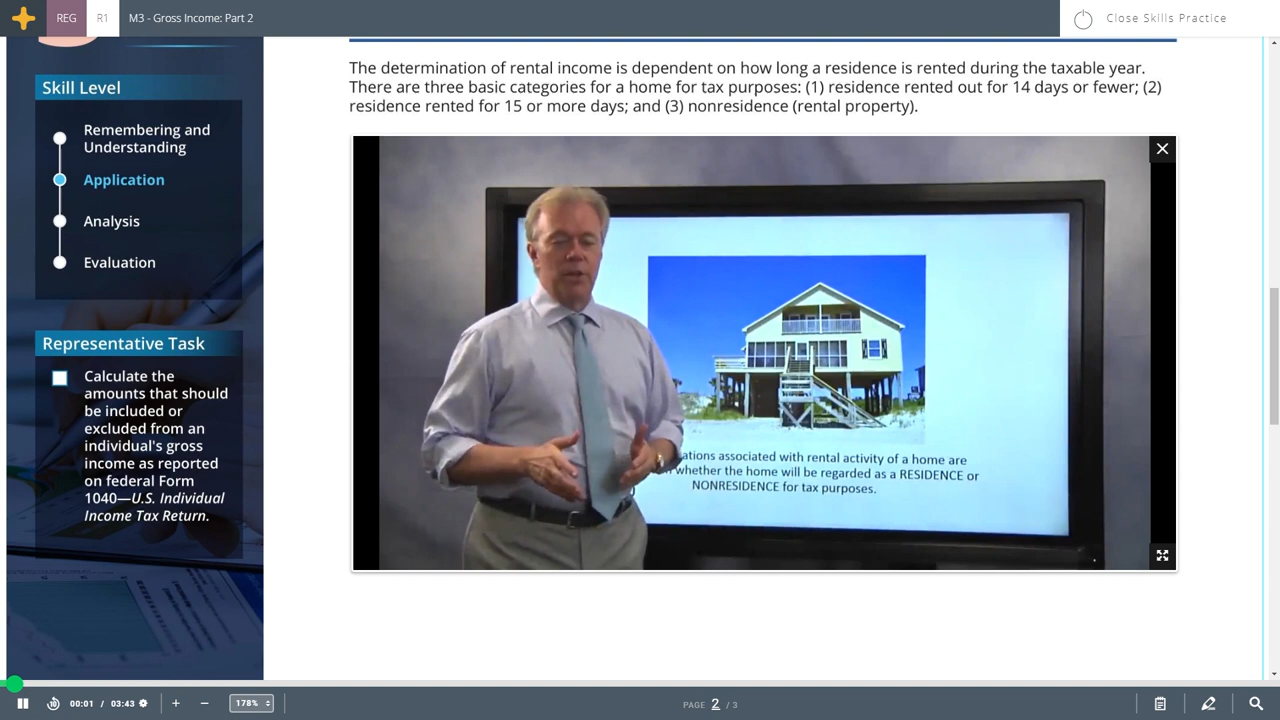 REG
R1
M3 - Gross Income: Part 2
Close Skills Practice
Skill Level
Remembering and
Understanding
Application
Analysis
Evaluation
Representative Task
Calculate the
amounts that should
be included or
excluded from an
individual's gross
income as reported
on federal Form
1040—U.S. Individual
Income Tax Return.
The determination of rental income is dependent on how long a residence is rented during the taxable year.
There are three basic categories for a home for tax purposes: (1) residence rented out for 14 days or fewer; (2)
residence rented for 15 or more days; and (3) nonresidence (rental property).
associated with rental activity of a home are
whether the home will be regarded as a RESIDENCE or
NONRESIDENCE for tax purposes.
10
00:01 / 03:43
+ −
178%
PAGE 2 / 3